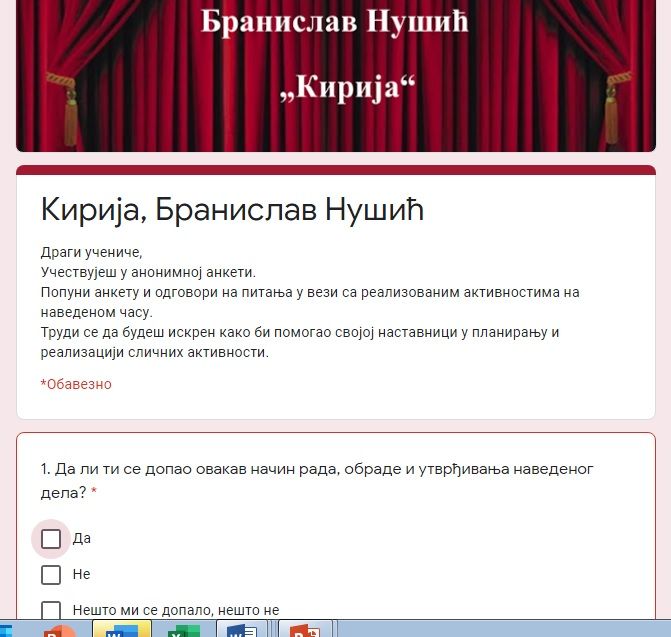 Бранислав Нушић
„Кирија“
Кирија, Бранислав Нушић
Драги учениче,
Учествујеш у анонимној анкети.
Попуни анкету и одговори на питања у вези са реализованим активностима на
наведеном часу.
Труди се да будеш искрен како би помогао својој наставници у планирању и
реализацији сличних активности.
*Обавезно
1. Да ли ти се допао овакав начин рада, обраде и утврђивања наведеног
дела? *
Да
Не
Нешто ми се допало, нешто не